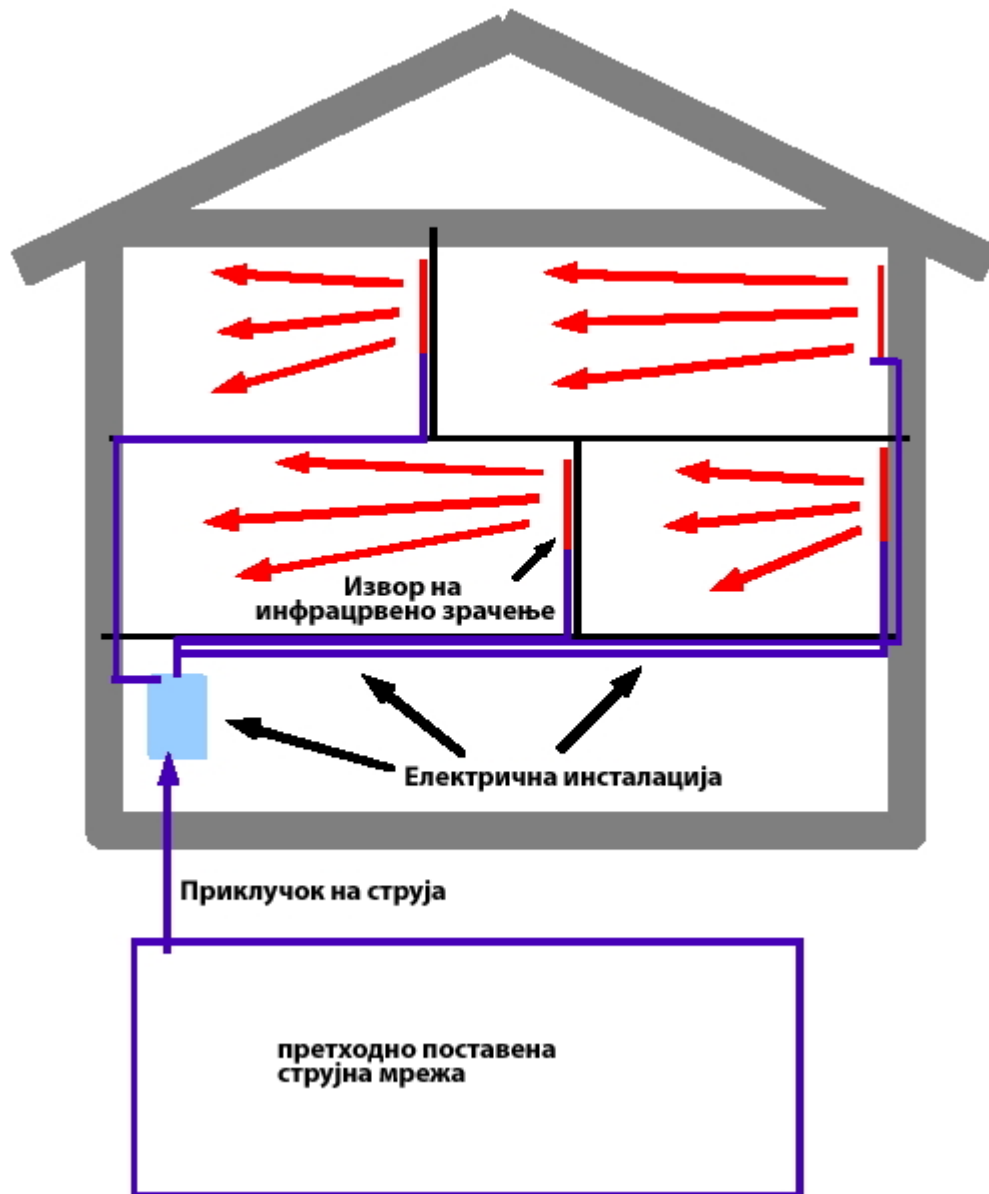 Извор на
инфрацрвено зрачење
Електрична инсталација
Приклучок на струја
претходно поставена
струјна мрежа